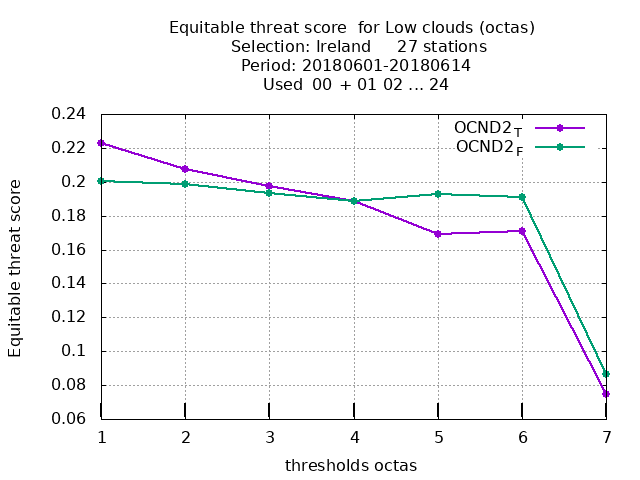 Equitable threat score for Low clouds (octas)
Selection: Ireland 27 stations
Period: 20180601-20180614
Used 00 + 01 02 ... 24
0.24
0.22
0.2
0.18
0.16
0.14
0.12
0.1
0.08
0.06
Equitable threat score
OCND2T
OCND2F
1 2 3 4 5 6 7
thresholds octas